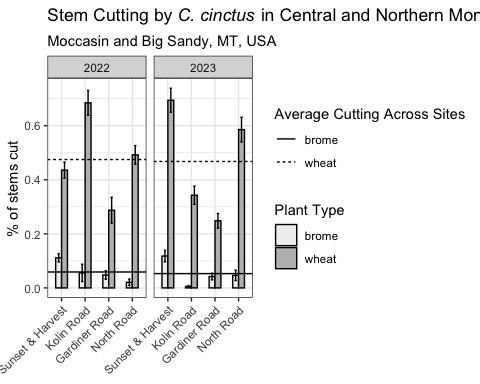 Stem Cutting by C. cinctus in Central and Northern Mon
Moccasin and Big Sandy, MT, USA
2022
2023
% of stems cut
0.6
0.4
0.2
0.0
Sunset & Harvest
Kolin Road
Gardiner Road
North Road
Sunset & Harvest
Kolin Road
Gardiner Road
North Road
Average Cutting Across Sites
brome
wheat
Plant Type
brome
wheat